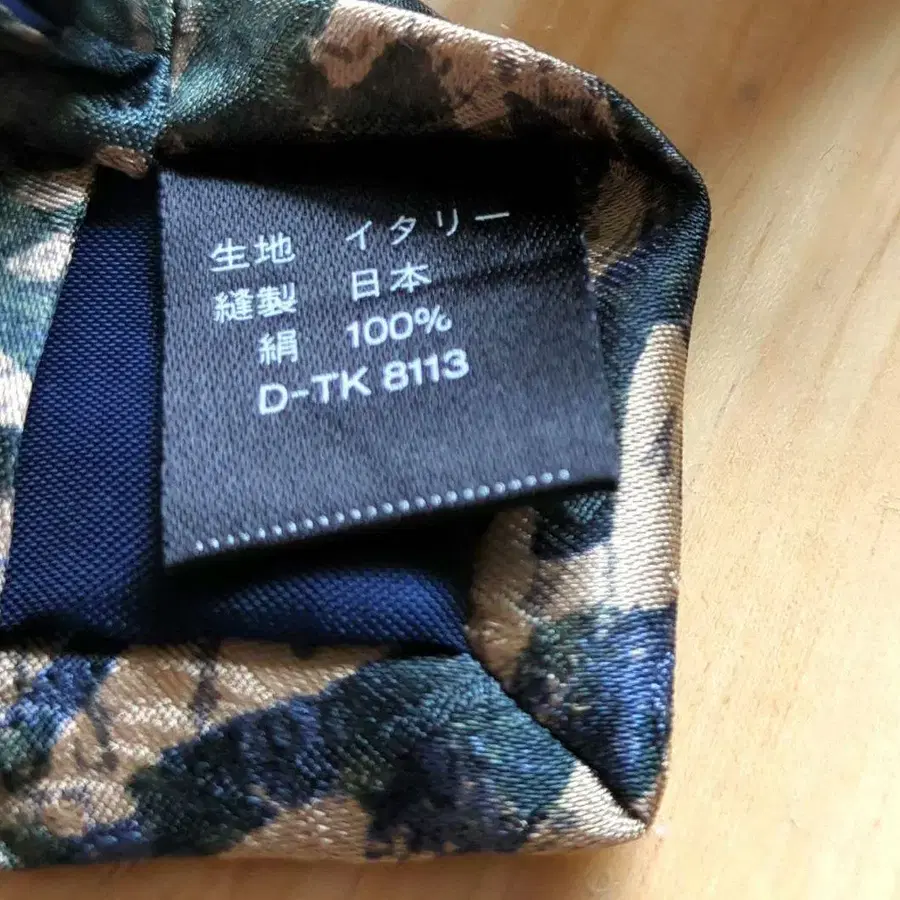 生地 イタリー
縫製 日本
絹 100%
D-TK 8113